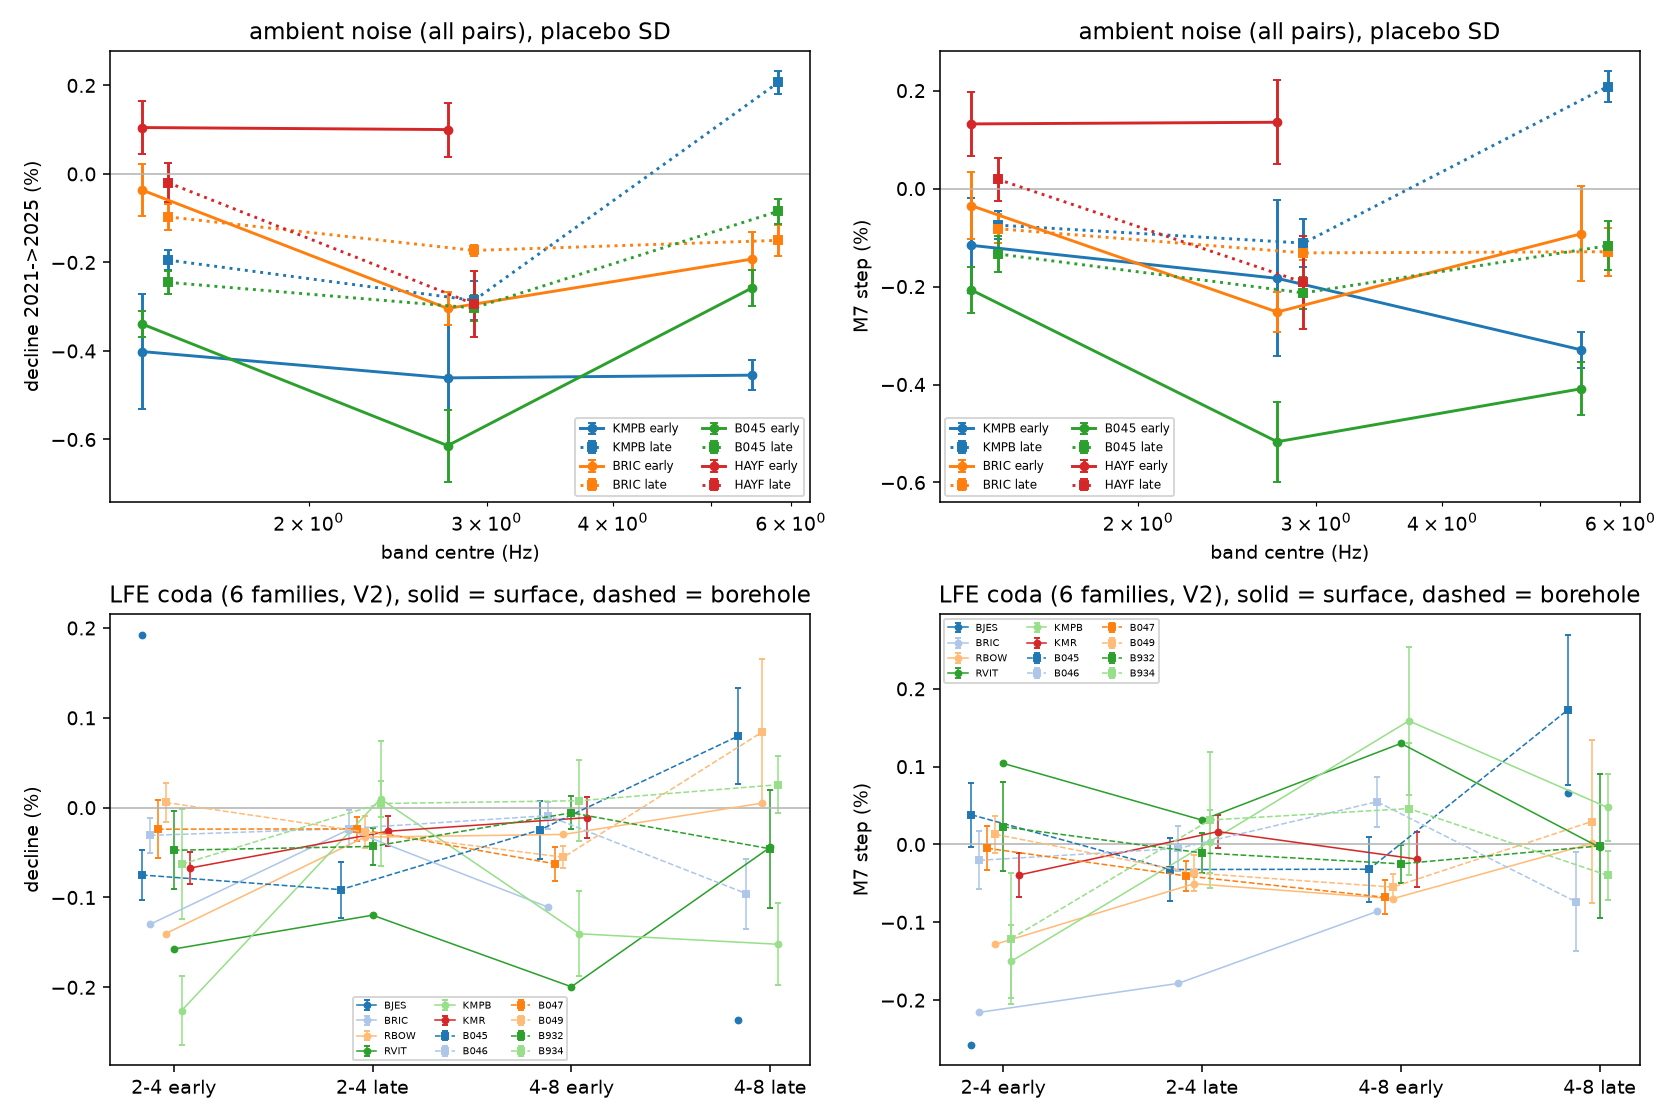 ambient noise (all pairs), placebo SD
decline 2021->2025 (%)
0.2
0.0
−0.2
−0.4
−0.6
KMPB early
KMPB late
BRIC early
BRIC late
B045 early
B045 late
HAYF early
HAYF late
2 × 10⁰
3 × 10⁰
4 × 10⁰
6 × 10⁰
band centre (Hz)
ambient noise (all pairs), placebo SD
M7 step (%)
0.2
0.0
−0.2
−0.4
−0.6
KMPB early
KMPB late
BRIC early
BRIC late
B045 early
B045 late
HAYF early
HAYF late
2 × 10⁰
3 × 10⁰
4 × 10⁰
6 × 10⁰
band centre (Hz)
LFE coda (6 families, V2), solid = surface, dashed = borehole
decline (%)
0.2
0.1
0.0
−0.1
−0.2
BJES
BRIC
RBOW
RVIT
KMPB
KMR
B045
B046
B047
B049
B932
B934
2-4 early
2-4 late
4-8 early
4-8 late
LFE coda (6 families, V2), solid = surface, dashed = borehole
M7 step (%)
0.2
0.1
0.0
−0.1
−0.2
BJES
BRIC
RBOW
RVIT
KMPB
KMR
B045
B046
B047
B049
B932
B934
2-4 early
2-4 late
4-8 early
4-8 late